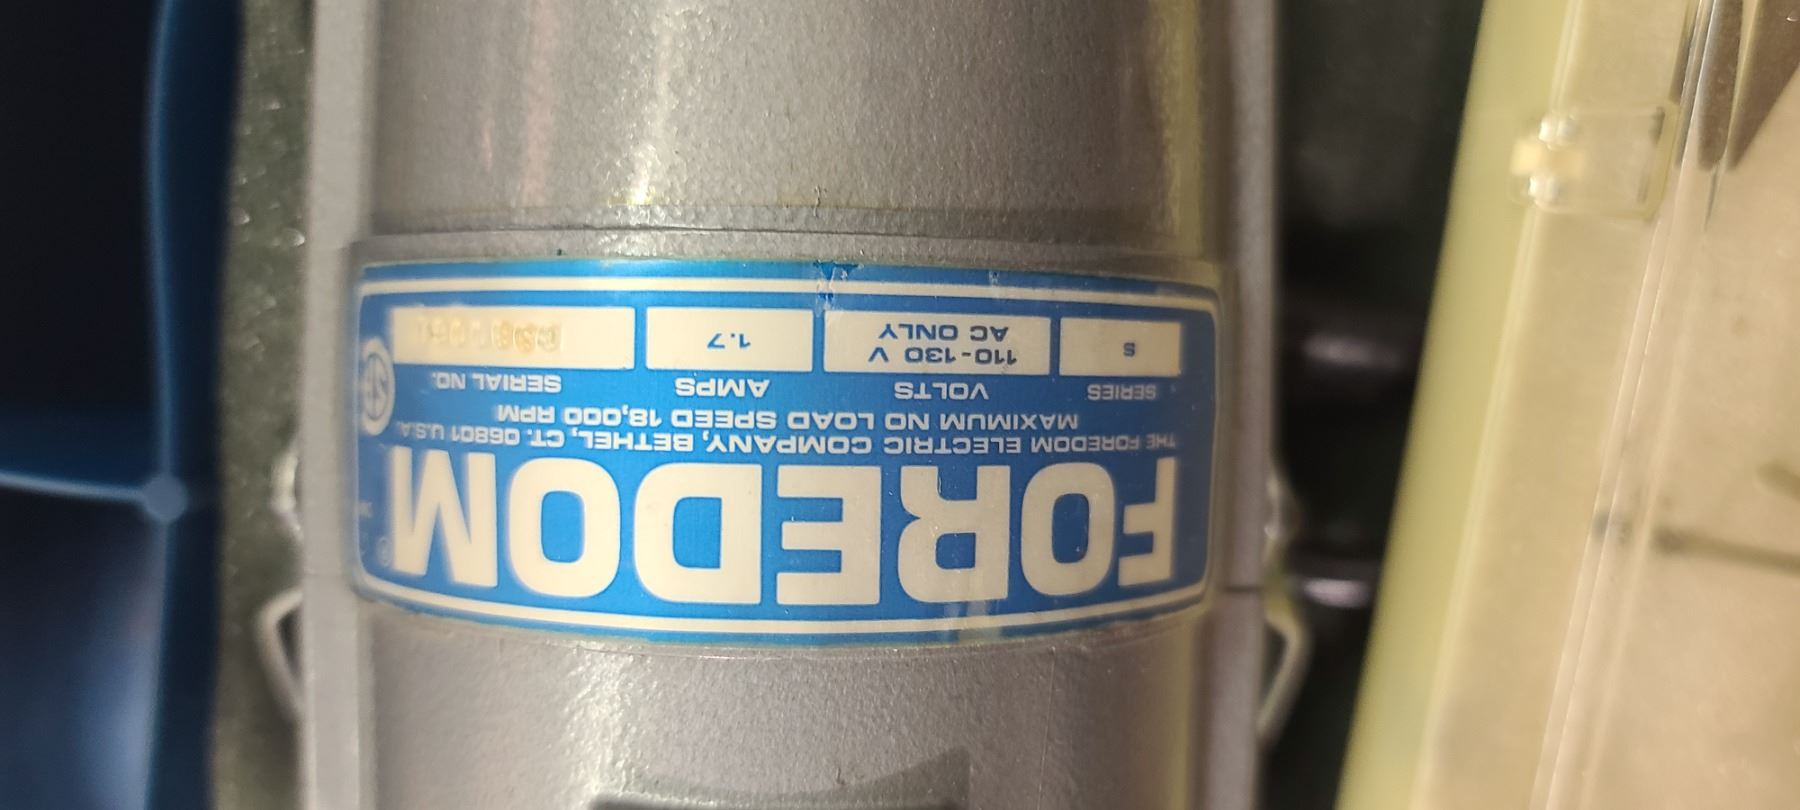 FOREDOM®
THE FOREDOM ELECTRIC COMPANY, BETHEL, CT. 06801 U.S.A.
MAXIMUM NO LOAD SPEED 18,000 RPM
SERIES VOLTS AMPS SERIAL NO.
S 110-130 V AC ONLY 1.7